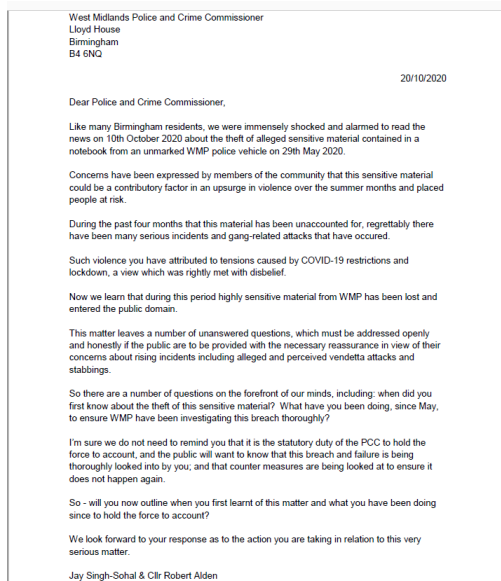 West Midlands Police and Crime Commissioner
Lloyd House
Birmingham
B4 6NQ
20/10/2020
Dear Police and Crime Commissioner,
Like many Birmingham residents, we were immensely shocked and alarmed to read the
news on 10th October 2020 about the theft of alleged sensitive material contained in a
notebook from an unmarked WMP police vehicle on 29th May 2020.
Concerns have been expressed by members of the community that this sensitive material
could be a contributory factor in an upsurge in violence over the summer months and placed
people at risk.
During the past four months that this material has been unaccounted for, regrettably there
have been many serious incidents and gang-related attacks that have occured.
Such violence you have attributed to tensions caused by COVID-19 restrictions and
lockdown, a view which was rightly met with disbelief.
Now we learn that during this period highly sensitive material from WMP has been lost and
entered the public domain.
This matter leaves a number of unanswered questions, which must be addressed openly
and honestly if the public are to be provided with the necessary reassurance in view of their
concerns about rising incidents including alleged and perceived vendetta attacks and
stabbings.
So there are a number of questions on the forefront of our minds, including: when did you
first know about the theft of this sensitive material? What have you been doing, since May,
to ensure WMP have been investigating this breach thoroughly?
I'm sure we do not need to remind you that it is the statutory duty of the PCC to hold the
force to account, and the public will want to know that this breach and failure is being
thoroughly looked into by you; and that counter measures are being looked at to ensure it
does not happen again.
So - will you now outline when you first learnt of this matter and what you have been doing
since to hold the force to account?
We look forward to your response as to the action you are taking in relation to this very
serious matter.
Jay Singh-Sohal & Cllr Robert Alden